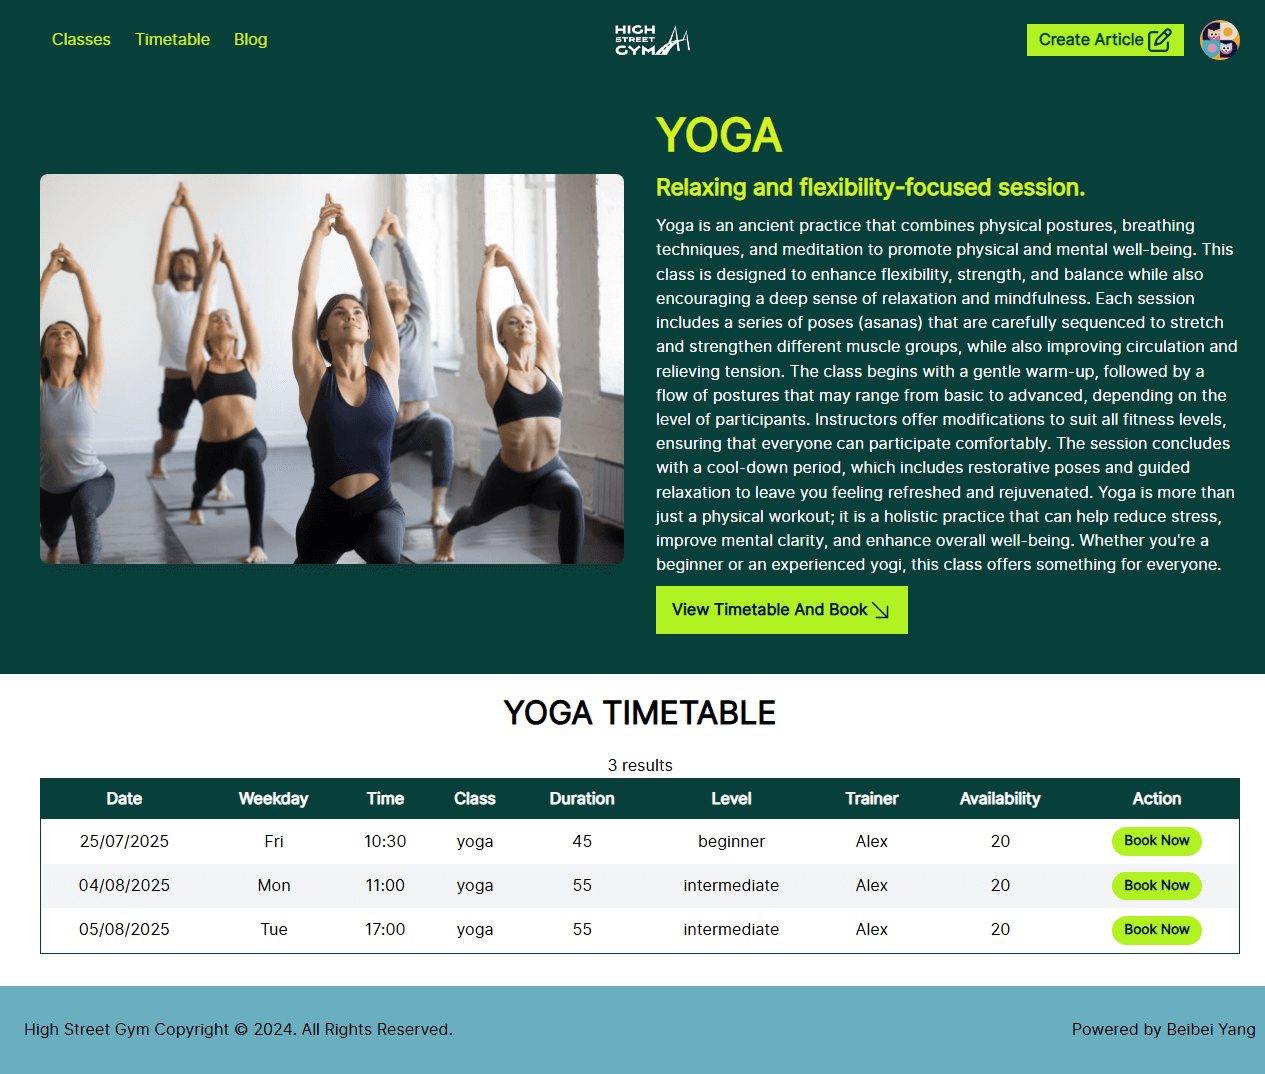 Classes Timetable Blog
HIGH
STREET
GYM
Create Article
YOGA
Relaxing and flexibility-focused session.
Yoga is an ancient practice that combines physical postures, breathing
techniques, and meditation to promote physical and mental well-being. This
class is designed to enhance flexibility, strength, and balance while also
encouraging a deep sense of relaxation and mindfulness. Each session
includes a series of poses (asanas) that are carefully sequenced to stretch
and strengthen different muscle groups, while also improving circulation and
relieving tension. The class begins with a gentle warm-up, followed by a
flow of postures that may range from basic to advanced, depending on the
level of participants. Instructors offer modifications to suit all fitness levels,
ensuring that everyone can participate comfortably. The session concludes
with a cool-down period, which includes restorative poses and guided
relaxation to leave you feeling refreshed and rejuvenated. Yoga is more than
just a physical workout; it is a holistic practice that can help reduce stress,
improve mental clarity, and enhance overall well-being. Whether you're a
beginner or an experienced yogi, this class offers something for everyone.
View Timetable And Book
YOGA TIMETABLE
3 results
Date Weekday Time Class Duration Level Trainer Availability Action
25/07/2025 Fri 10:30 yoga 45 beginner Alex 20 Book Now
04/08/2025 Mon 11:00 yoga 55 intermediate Alex 20 Book Now
05/08/2025 Tue 17:00 yoga 55 intermediate Alex 20 Book Now
High Street Gym Copyright © 2024. All Rights Reserved. Powered by Beibei Yang